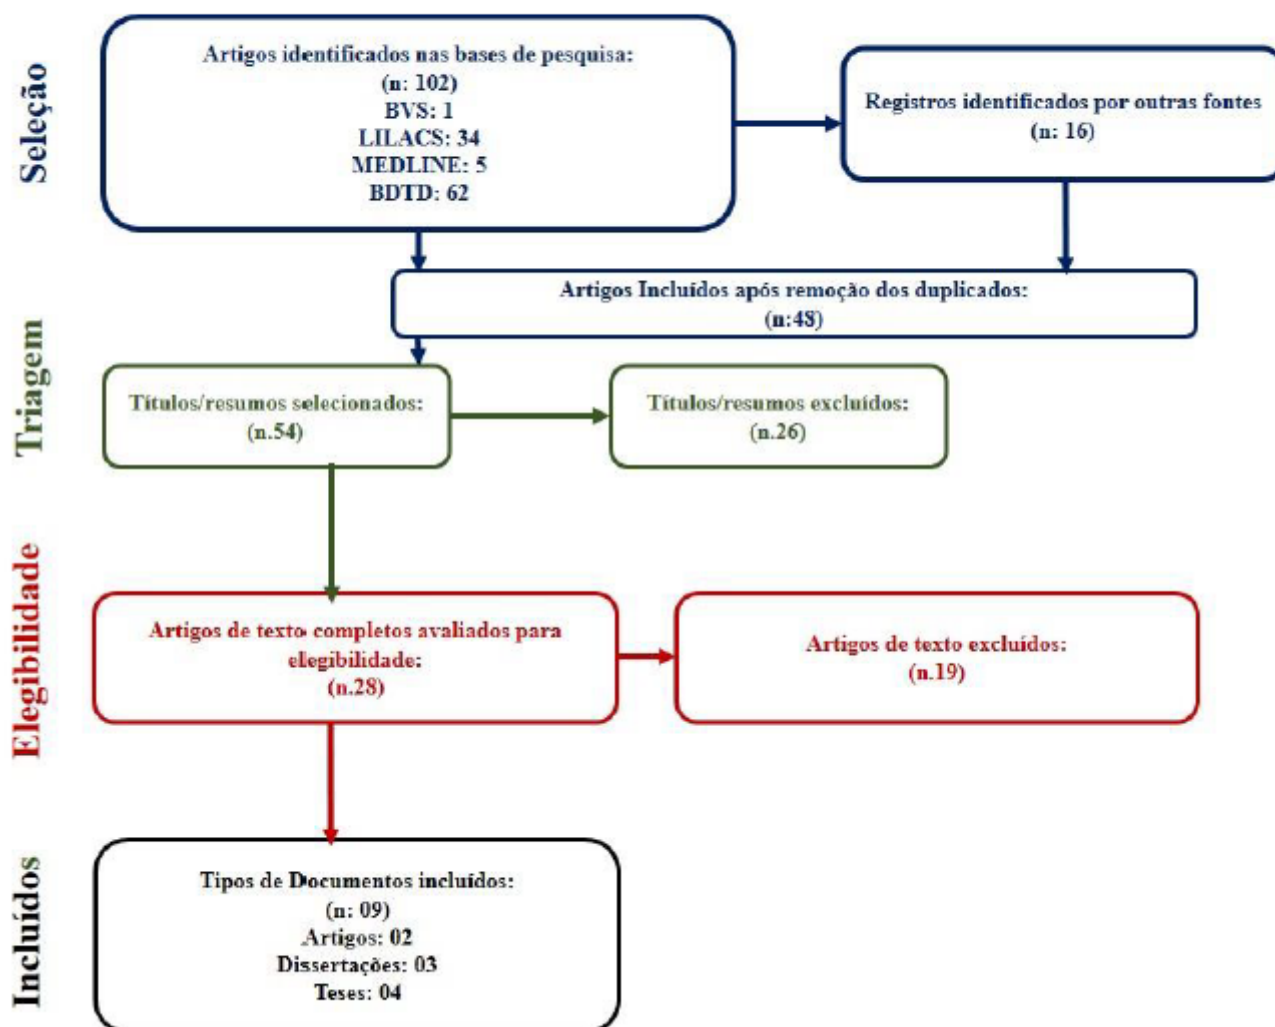 Seleção
Artigos identificados nas bases de pesquisa:
(n: 102)
BVS: 1
LILACS: 34
MEDLINE: 5
BDTD: 62
Registros identificados por outras fontes
(n: 16)
Artigos Incluídos após remoção dos duplicados:
(n:48)
Triagem
Títulos/resumos selecionados:
(n.54)
Títulos/resumos excluídos:
(n.26)
Elegibilidade
Artigos de texto completos avaliados para
elegibilidade:
(n.28)
Artigos de texto excluídos:
(n.19)
Incluídos
Tipos de Documentos incluídos:
(n: 09)
Artigos: 02
Dissertações: 03
Teses: 04